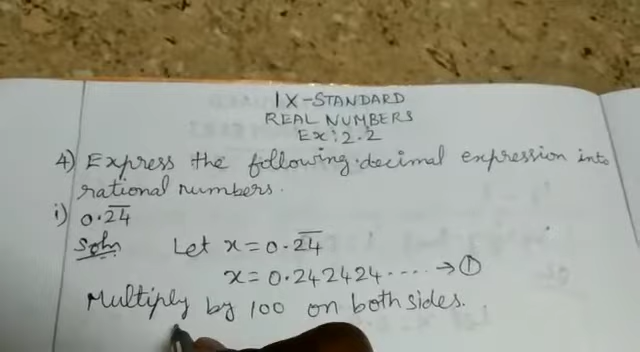 IX-STANDARD
REAL NUMBERS
Ex: 2.2
4) Express the following decimal expression into
rational numbers.
i) 0.2̅4̅
Soln Let x = 0.2̅4̅
x = 0.242424.... → ①
Multiply by 100 on both sides.